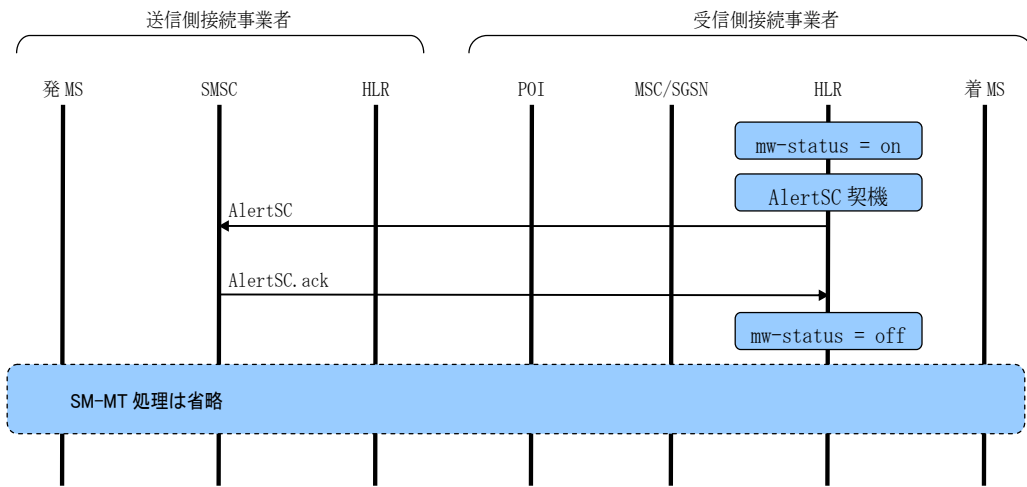 送信側接続事業者 受信側接続事業者
発 MS SMSC HLR POI MSC/SGSN HLR 着 MS
mw-status = on
AlertSC 契機
AlertSC
AlertSC.ack
mw-status = off
SM-MT 処理は省略